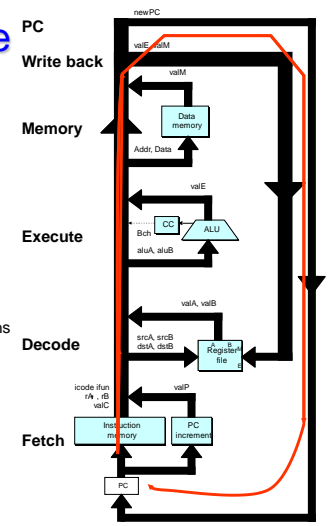 newPC
e
PC
valE, valM
Write back
valM
Data
memory
Memory
Addr, Data
valE
CC
ALU
Bch
Execute
aluA, aluB
valA, valB
ns
A B
srcA, srcB
dstA, dstB
Register
file
M
E
Decode
icode ifun
rA , rB
valC
valP
Instruction
memory
PC
increment
Fetch
PC